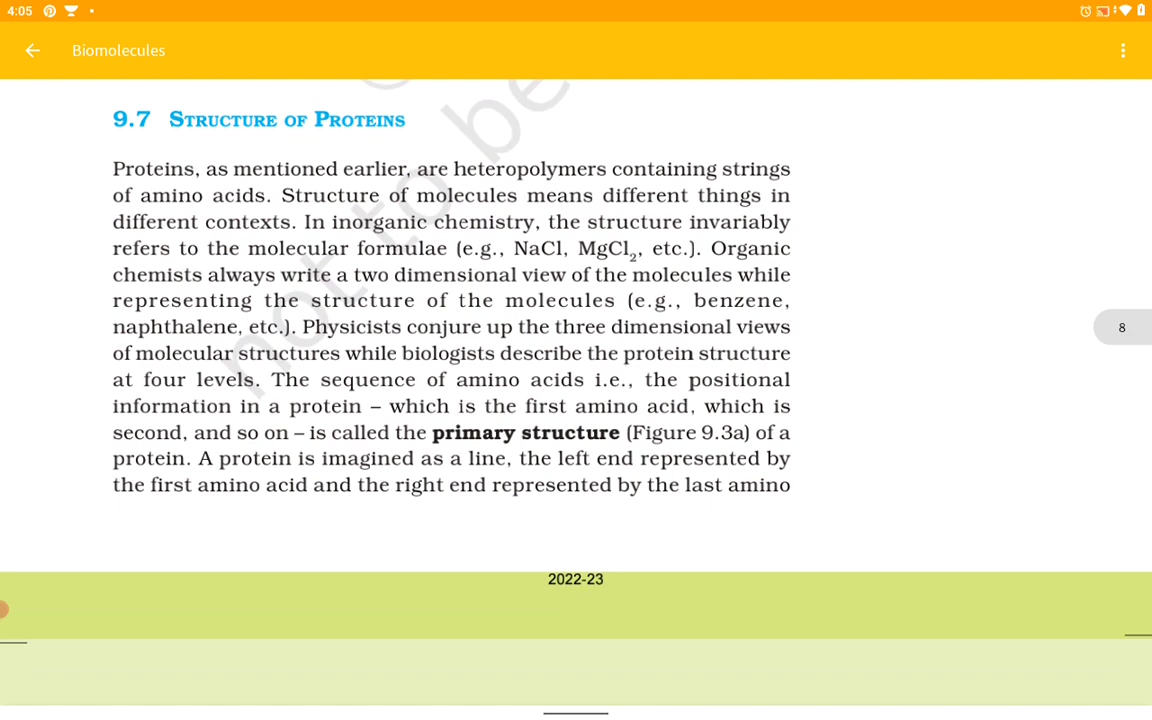 4:05
Biomolecules
9.7 STRUCTURE OF PROTEINS
Proteins, as mentioned earlier, are heteropolymers containing strings
of amino acids. Structure of molecules means different things in
different contexts. In inorganic chemistry, the structure invariably
refers to the molecular formulae (e.g., NaCl, MgCl₂, etc.). Organic
chemists always write a two dimensional view of the molecules while
representing the structure of the molecules (e.g., benzene,
naphthalene, etc.). Physicists conjure up the three dimensional views
of molecular structures while biologists describe the protein structure
at four levels. The sequence of amino acids i.e., the positional
information in a protein – which is the first amino acid, which is
second, and so on – is called the primary structure (Figure 9.3a) of a
protein. A protein is imagined as a line, the left end represented by
the first amino acid and the right end represented by the last amino
8
2022-23
not to be